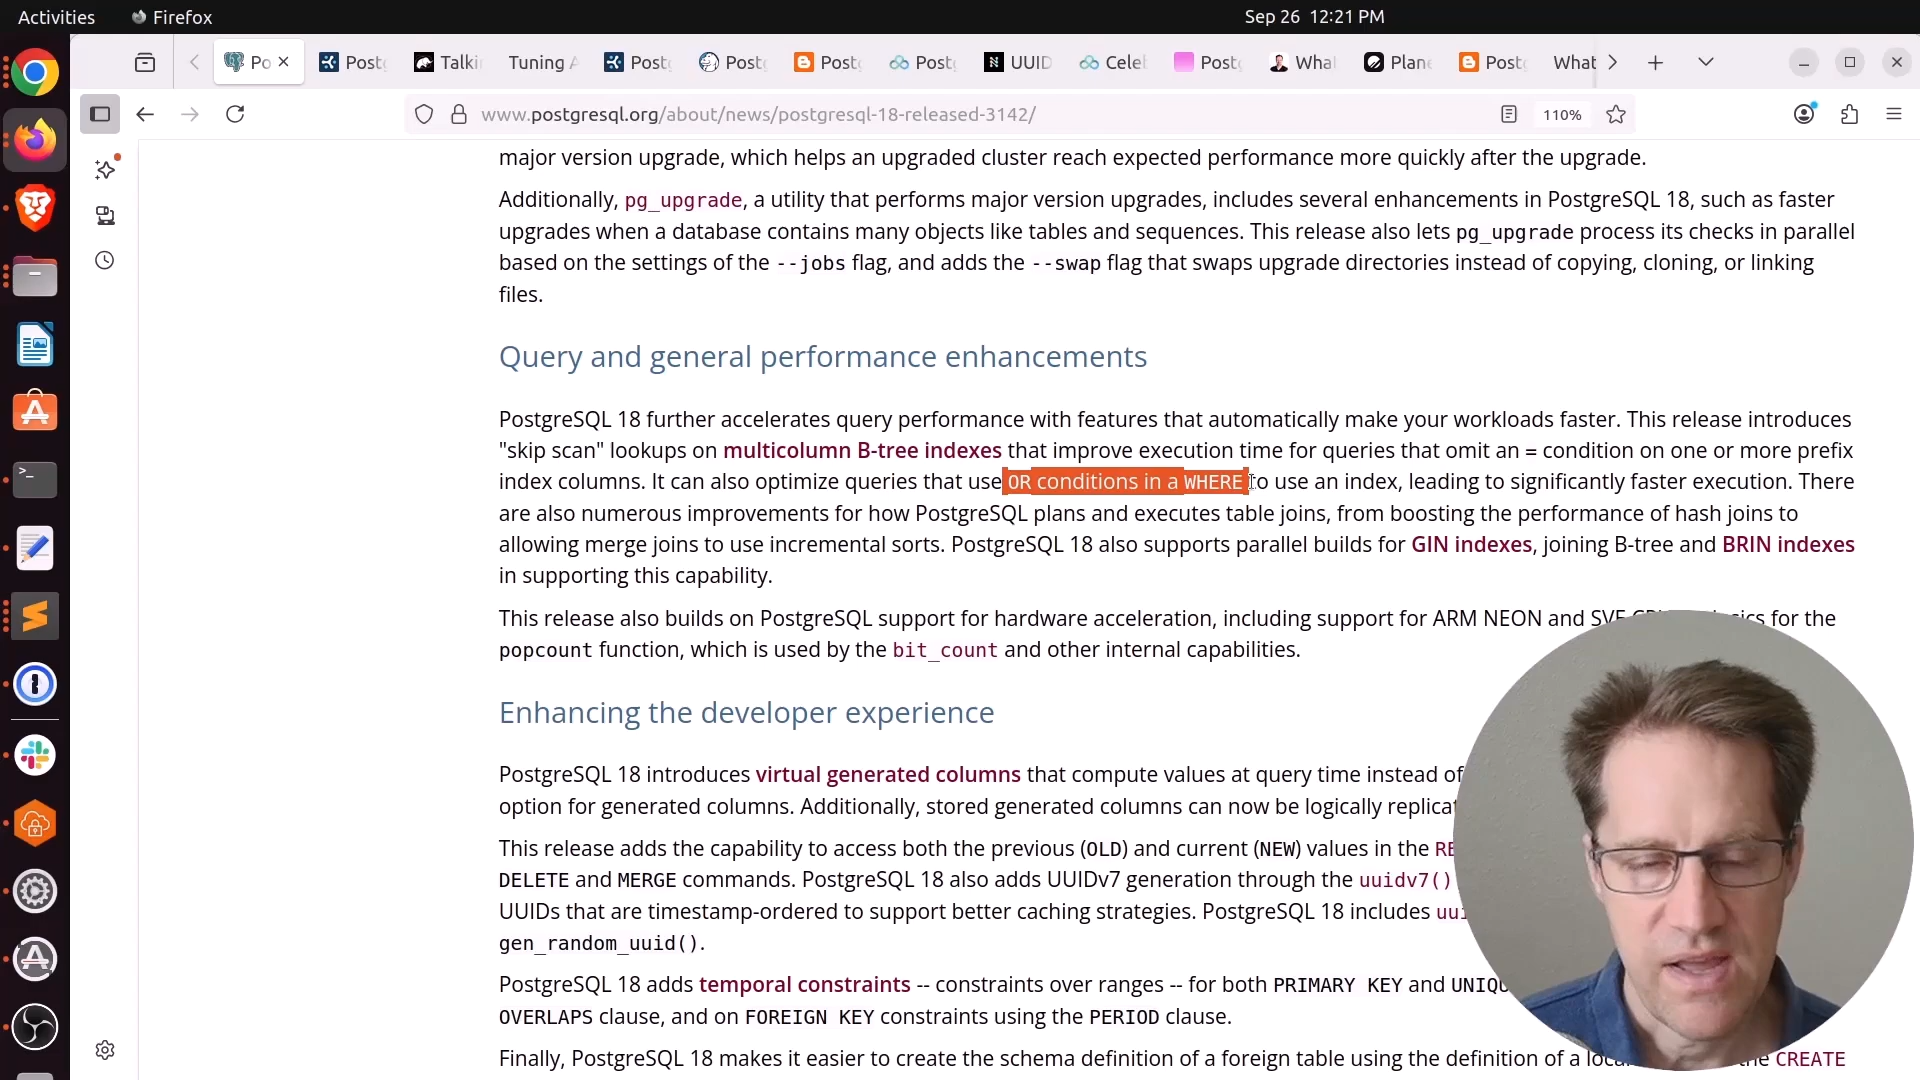 Activities
Firefox
Sep 26 12:21 PM
Po
Post
Talki
Tuning A
Post
Post
Post
Post
UUID
Celeb
Post
What
Plane
Post
What
www.postgresql.org/about/news/postgresql-18-released-3142/
110%
major version upgrade, which helps an upgraded cluster reach expected performance more quickly after the upgrade.
Additionally, pg_upgrade, a utility that performs major version upgrades, includes several enhancements in PostgreSQL 18, such as faster
upgrades when a database contains many objects like tables and sequences. This release also lets pg_upgrade process its checks in parallel
based on the settings of the --jobs flag, and adds the --swap flag that swaps upgrade directories instead of copying, cloning, or linking
files.
Query and general performance enhancements
PostgreSQL 18 further accelerates query performance with features that automatically make your workloads faster. This release introduces
"skip scan" lookups on multicolumn B-tree indexes that improve execution time for queries that omit an = condition on one or more prefix
index columns. It can also optimize queries that use OR conditions in a WHERE to use an index, leading to significantly faster execution. There
are also numerous improvements for how PostgreSQL plans and executes table joins, from boosting the performance of hash joins to
allowing merge joins to use incremental sorts. PostgreSQL 18 also supports parallel builds for GIN indexes, joining B-tree and BRIN indexes
in supporting this capability.
This release also builds on PostgreSQL support for hardware acceleration, including support for ARM NEON and SVE for the
popcount function, which is used by the bit_count and other internal capabilities.
Enhancing the developer experience
PostgreSQL 18 introduces virtual generated columns that compute values at query time instead of
option for generated columns. Additionally, stored generated columns can now be logically
This release adds the capability to access both the previous (OLD) and current (NEW) values in the
DELETE and MERGE commands. PostgreSQL 18 also adds UUIDv7 generation through the uuidv7()
UUIDs that are timestamp-ordered to support better caching strategies. PostgreSQL 18 includes
gen_random_uuid().
PostgreSQL 18 adds temporal constraints -- constraints over ranges -- for both PRIMARY KEY and
OVERLAPS clause, and on FOREIGN KEY constraints using the PERIOD clause.
Finally, PostgreSQL 18 makes it easier to create the schema definition of a foreign table using the definition of a the CREATE